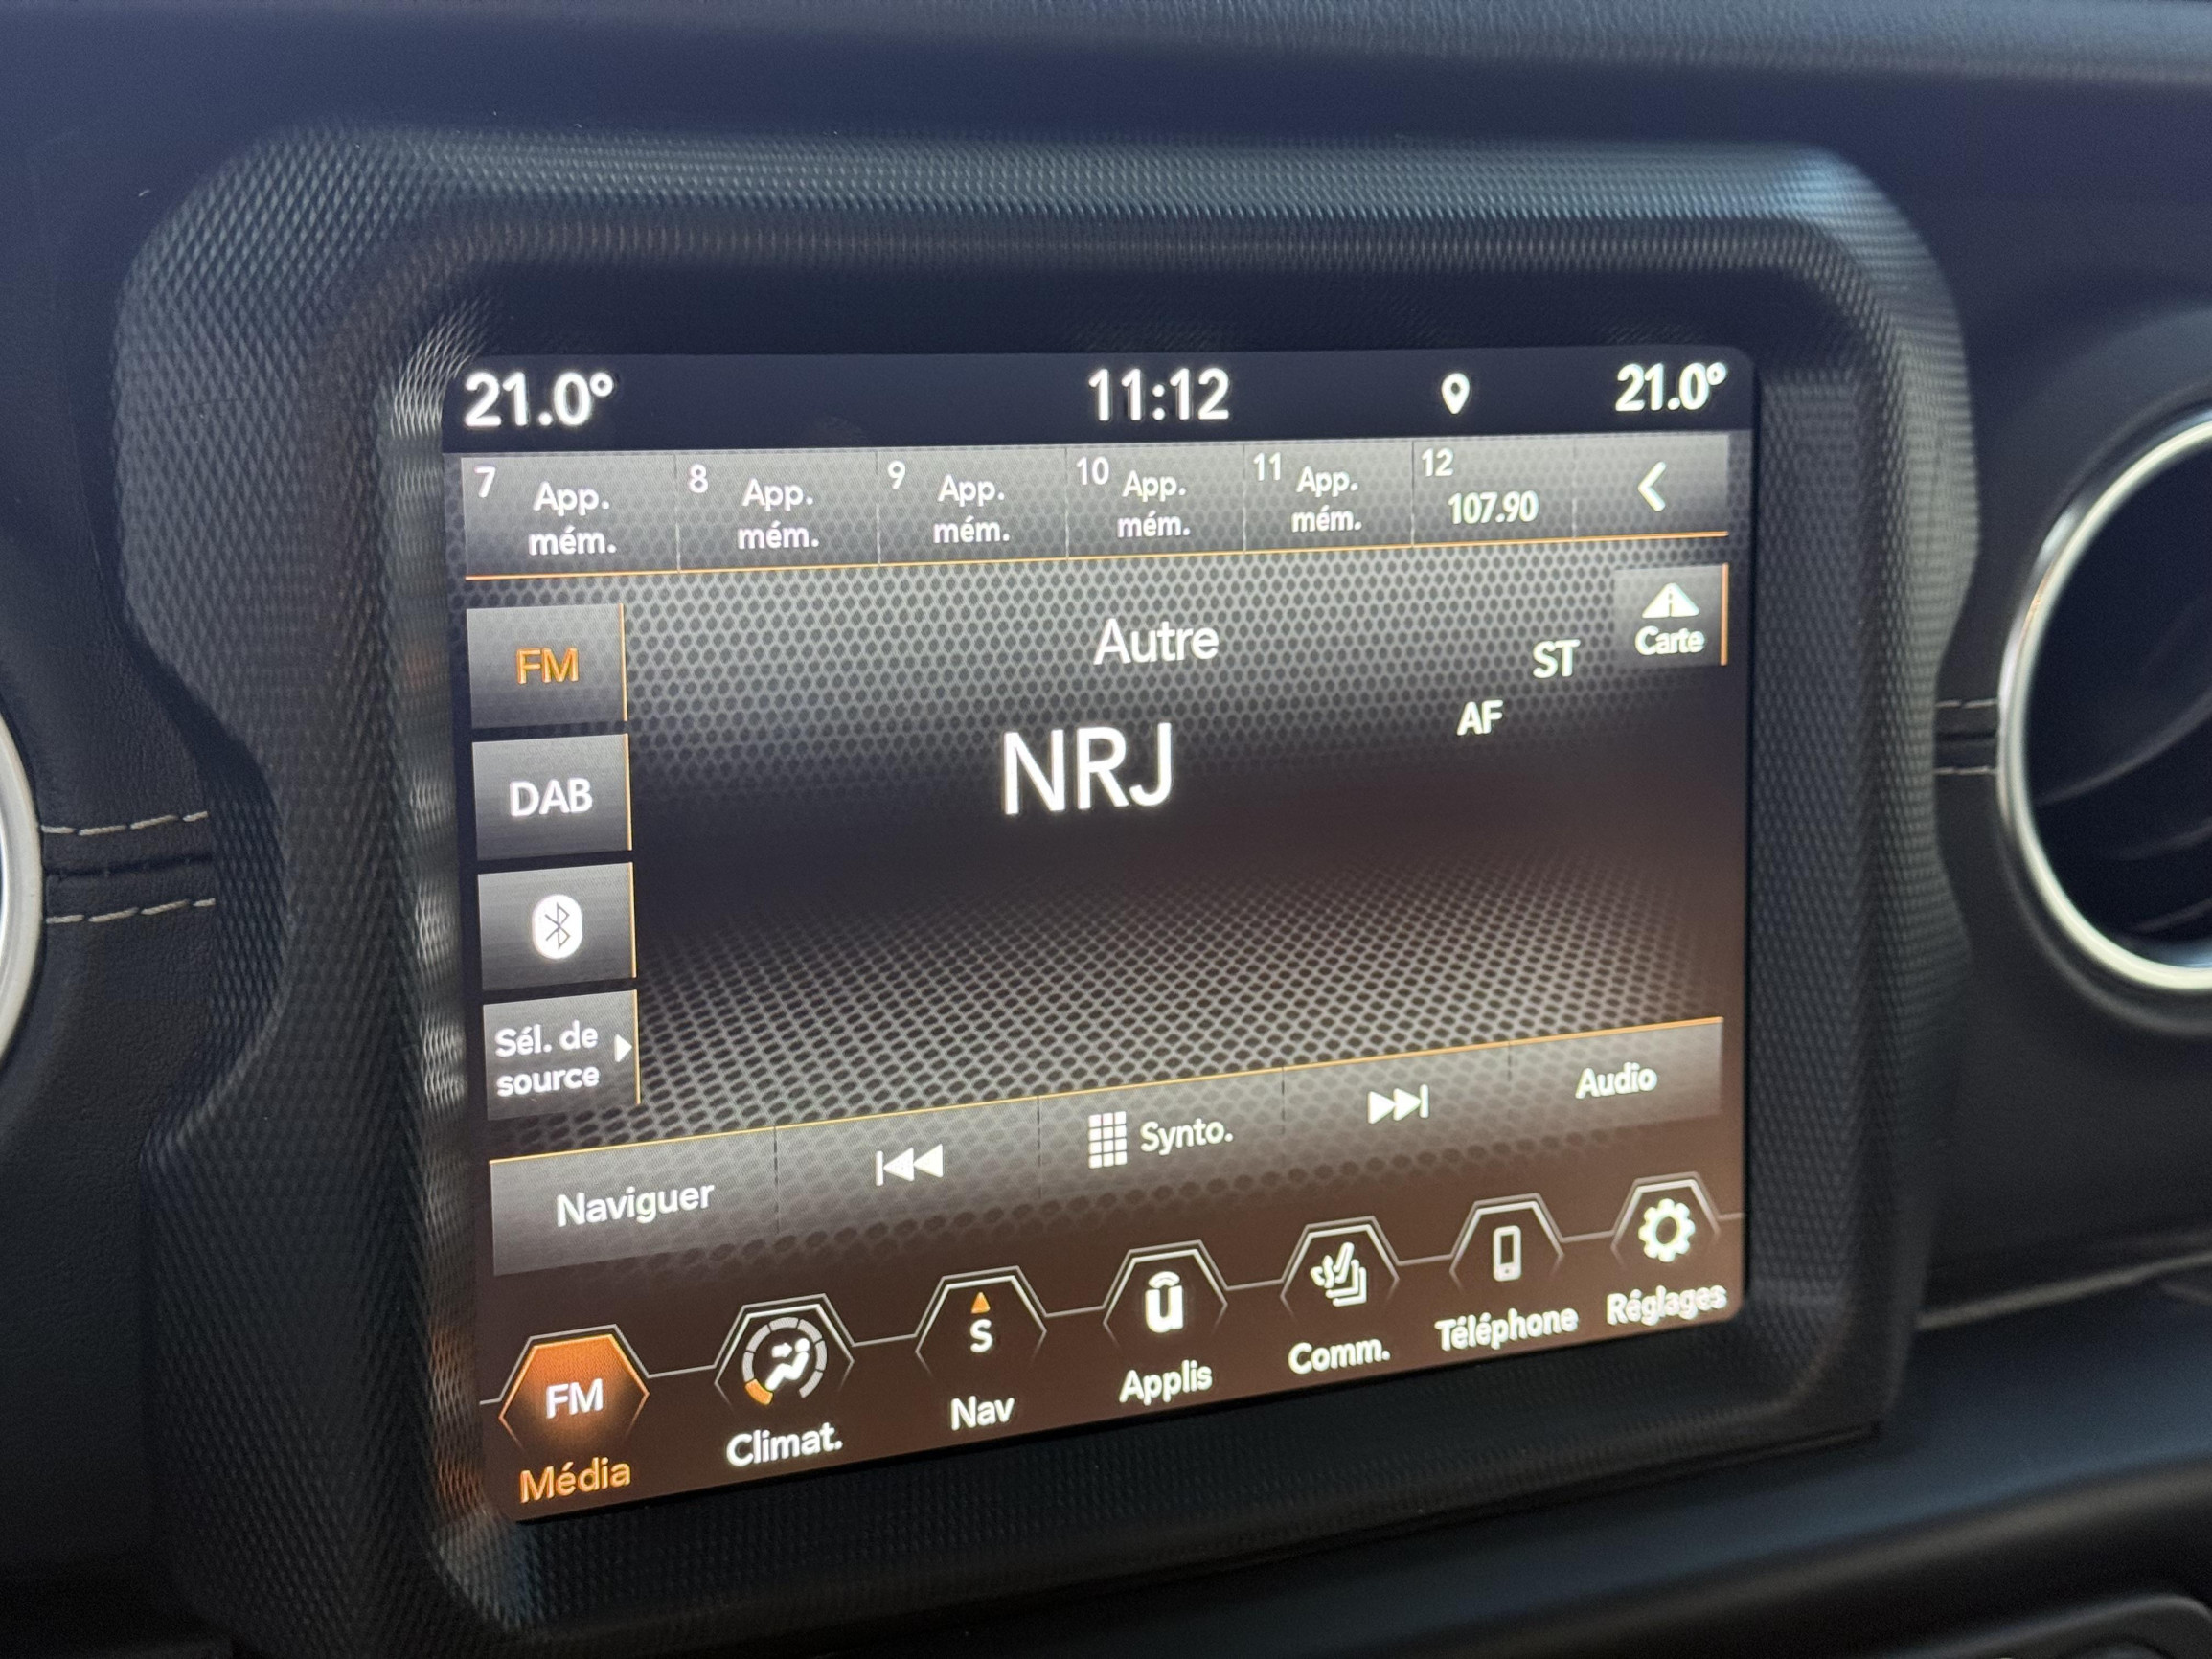 21.0° 11:12 21.0°
7 App. mém.
8 App. mém.
9 App. mém.
10 App. mém.
11 App. mém.
12 107.90
FM
Autre
ST
Carte
AF
NRJ
DAB
Sél. de
source
Naviguer
Synto.
Audio
FM
Média
Climat.
S
Nav
u
Applis
Comm.
Téléphone
Réglages